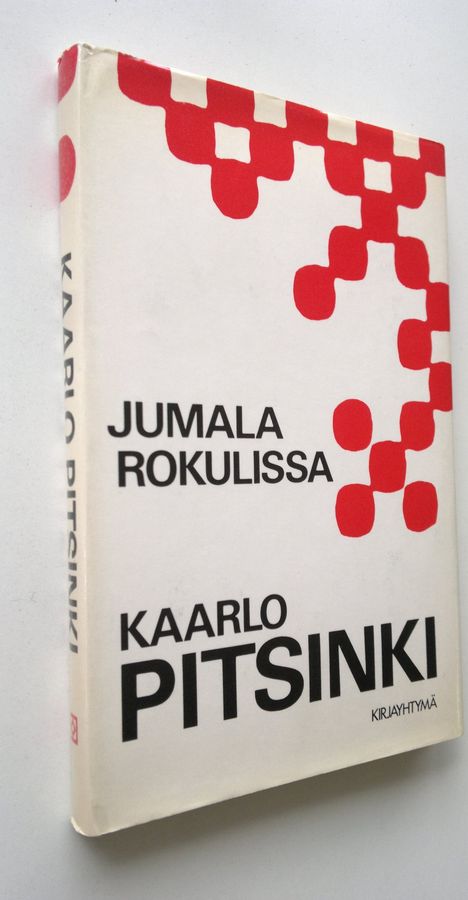 JUMALA
ROKULISSA
KAARLO
PITSINKI
KIRJAYHTYMÄ
KAARLO PITSINKI